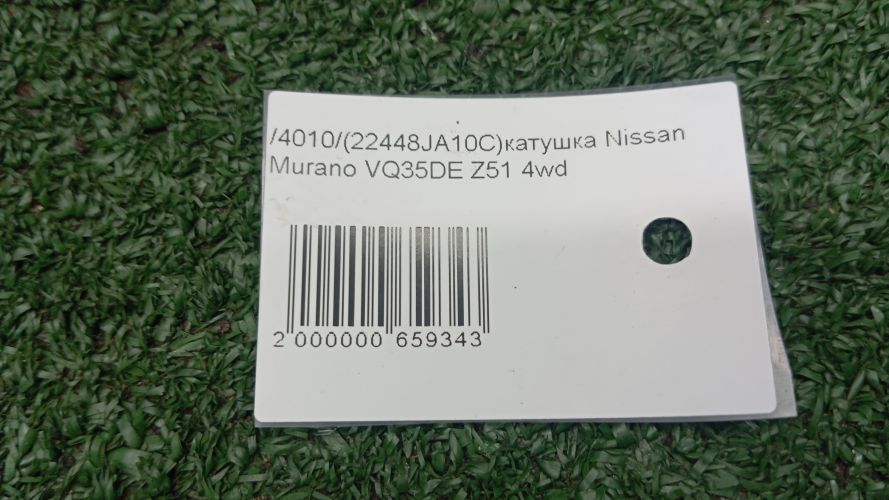 /4010/(22448JA10C)катушка Nissan
Murano VQ35DE Z51 4wd
2 000000 659343